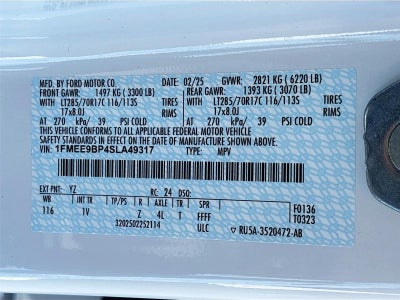 MFD. BY FORD MOTOR CO. 02/25 GVWR: 2821 KG ( 6220 LB)
FRONT GAWR: 1497 KG ( 3300 LB) REAR GAWR: 1393 KG ( 3070 LB)
WITH LT285/70R17C 116/113S TIRES WITH LT285/70R17C 116/113S TIRES
17x8.0J RIMS 17x8.0J RIMS
AT 270 kPa/ 39 PSI COLD AT 270 kPa/ 39 PSI COLD
THIS VEHICLE CONFORMS TO ALL APPLICABLE FEDERAL MOTOR VEHICLE
SAFETY STANDARDS IN EFFECT ON THE
DATE OF MANUFACTURE SHOWN ABOVE.
VIN: 1FMEE9BP4SLA49317
EXT PNT: YZ RC: 24 DSO:
WB INT TR TP/PS R AX TR SPR F0136
116 1V Z 4L T FFFF T0323
3202502252114 ULC RU5A-3520472-AB